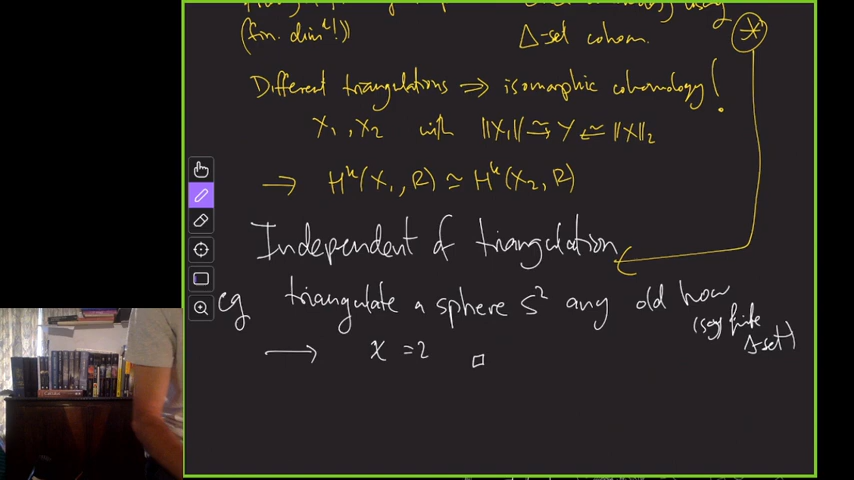 (fin. dim'l!)
Δ-set cohom.
*
Different triangulations ⇒ isomorphic cohomology!
X₁, X₂ with ||X₁|| ≅→ Y ←≅ ||X||₂
→ Hᵏ(X₁, R) ≃ Hᵏ(X₂, R)
Independent of triangulation
eg triangulate a sphere S² any old how
(say finite
Δ-set)
→ χ = 2 □